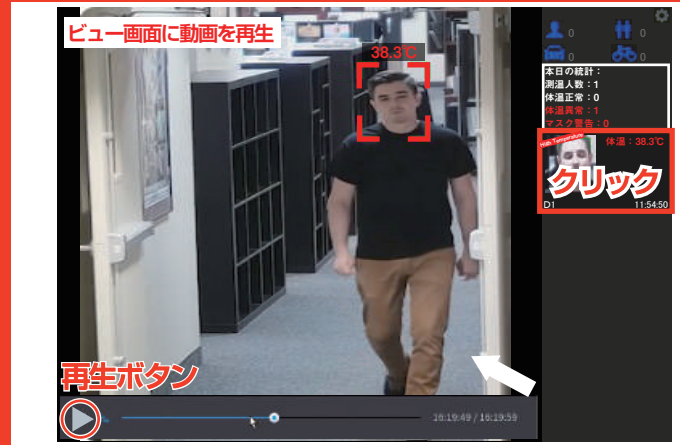 ビュー画面に動画を再生
38.3℃
0
0
0
0
本日の統計：
測温人数：1
体温正常：0
体温異常：1
マスク警告：0
High Temperature
体温：38.3℃
クリック
D1
11:54:50
再生ボタン
16:19:49 / 16:19:59